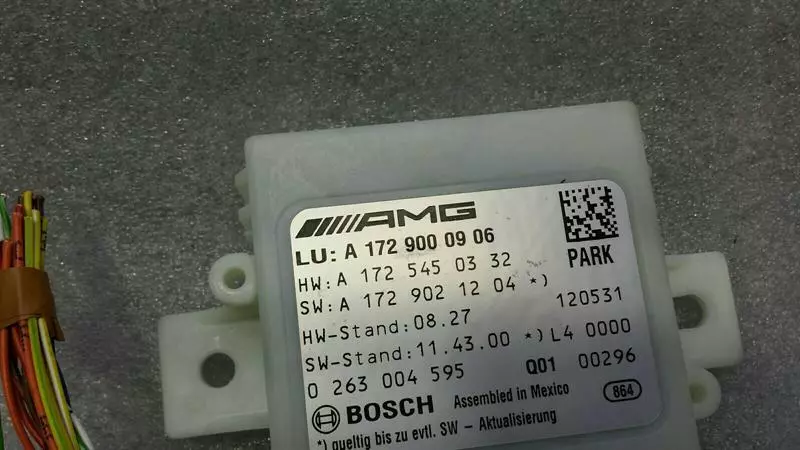 AMG
LU: A 172 900 09 06
HW: A 172 545 03 32
PARK
SW: A 172 902 12 04 *)
HW-Stand: 08.27
120531
SW-Stand: 11.43.00 *) L4 0000
0 263 004 595 Q01 00296
BOSCH Assembled in Mexico 864
*) gueltig bis zu evtl. SW - Aktualisierung